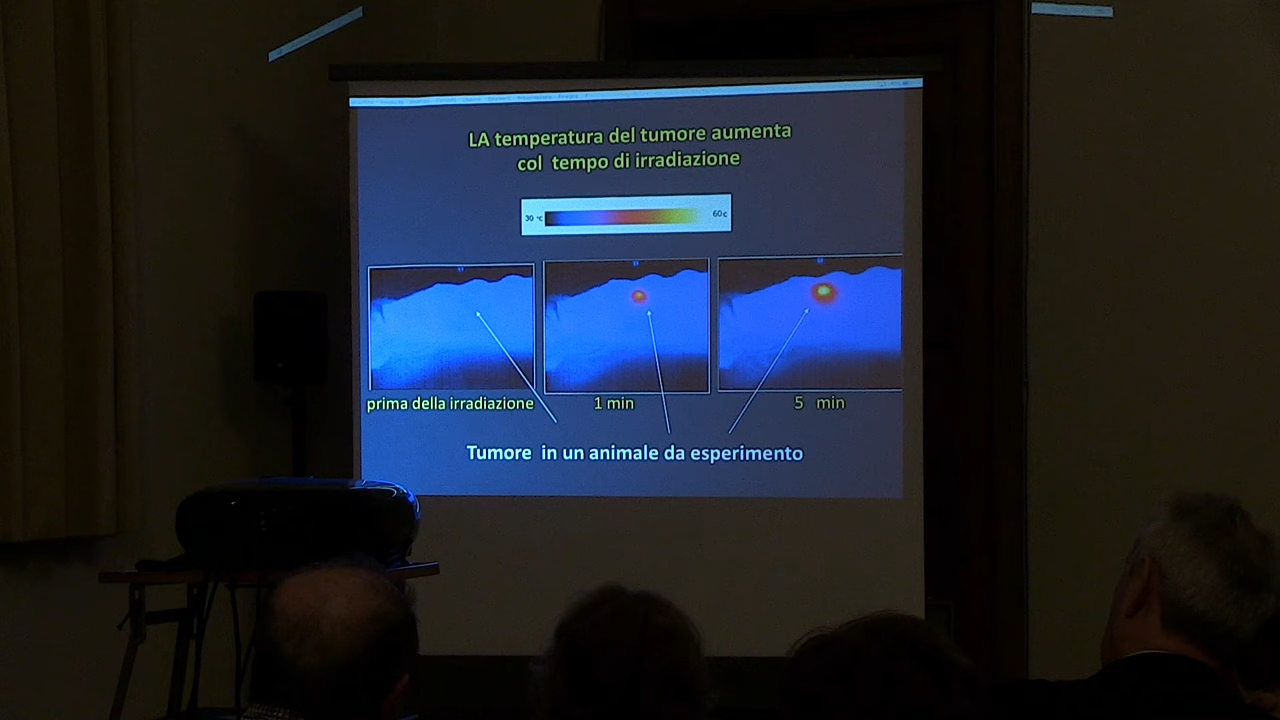 LA temperatura del tumore aumenta
col tempo di irradiazione
30 °C 60 c
prima della irradiazione 1 min 5 min
Tumore in un animale da esperimento